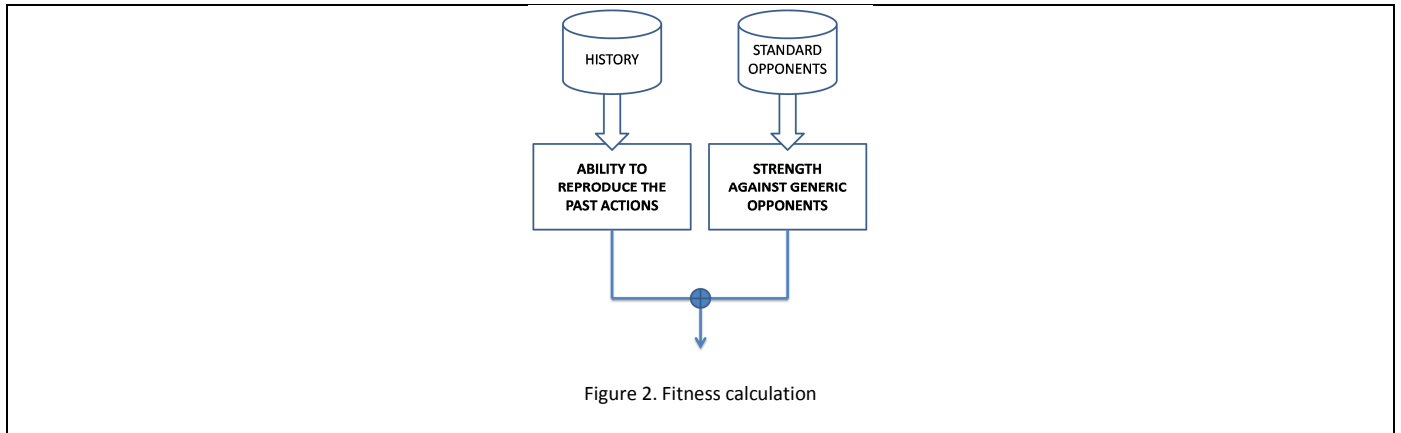 HISTORY
STANDARD
OPPONENTS
ABILITY TO
REPRODUCE THE
PAST ACTIONS
STRENGTH
AGAINST GENERIC
OPPONENTS
Figure 2. Fitness calculation